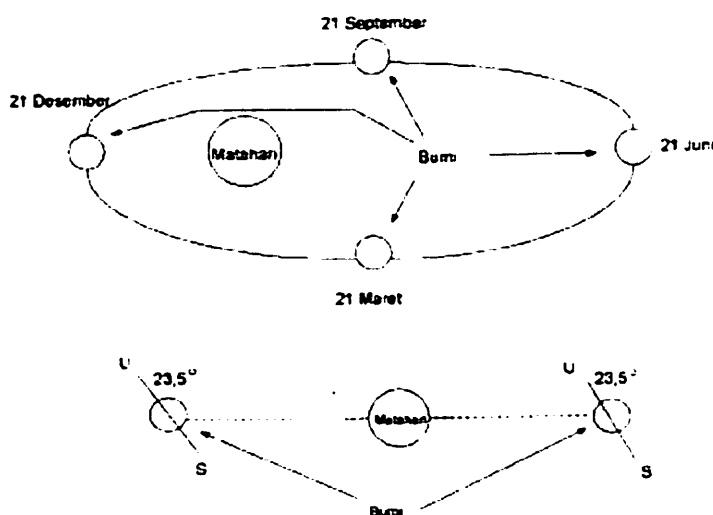 21 September
21 Desember
Matahari
Bumi
21 Juni
21 Maret
U
23,5°
U
23,5°
Matahari
S
S
Bumi